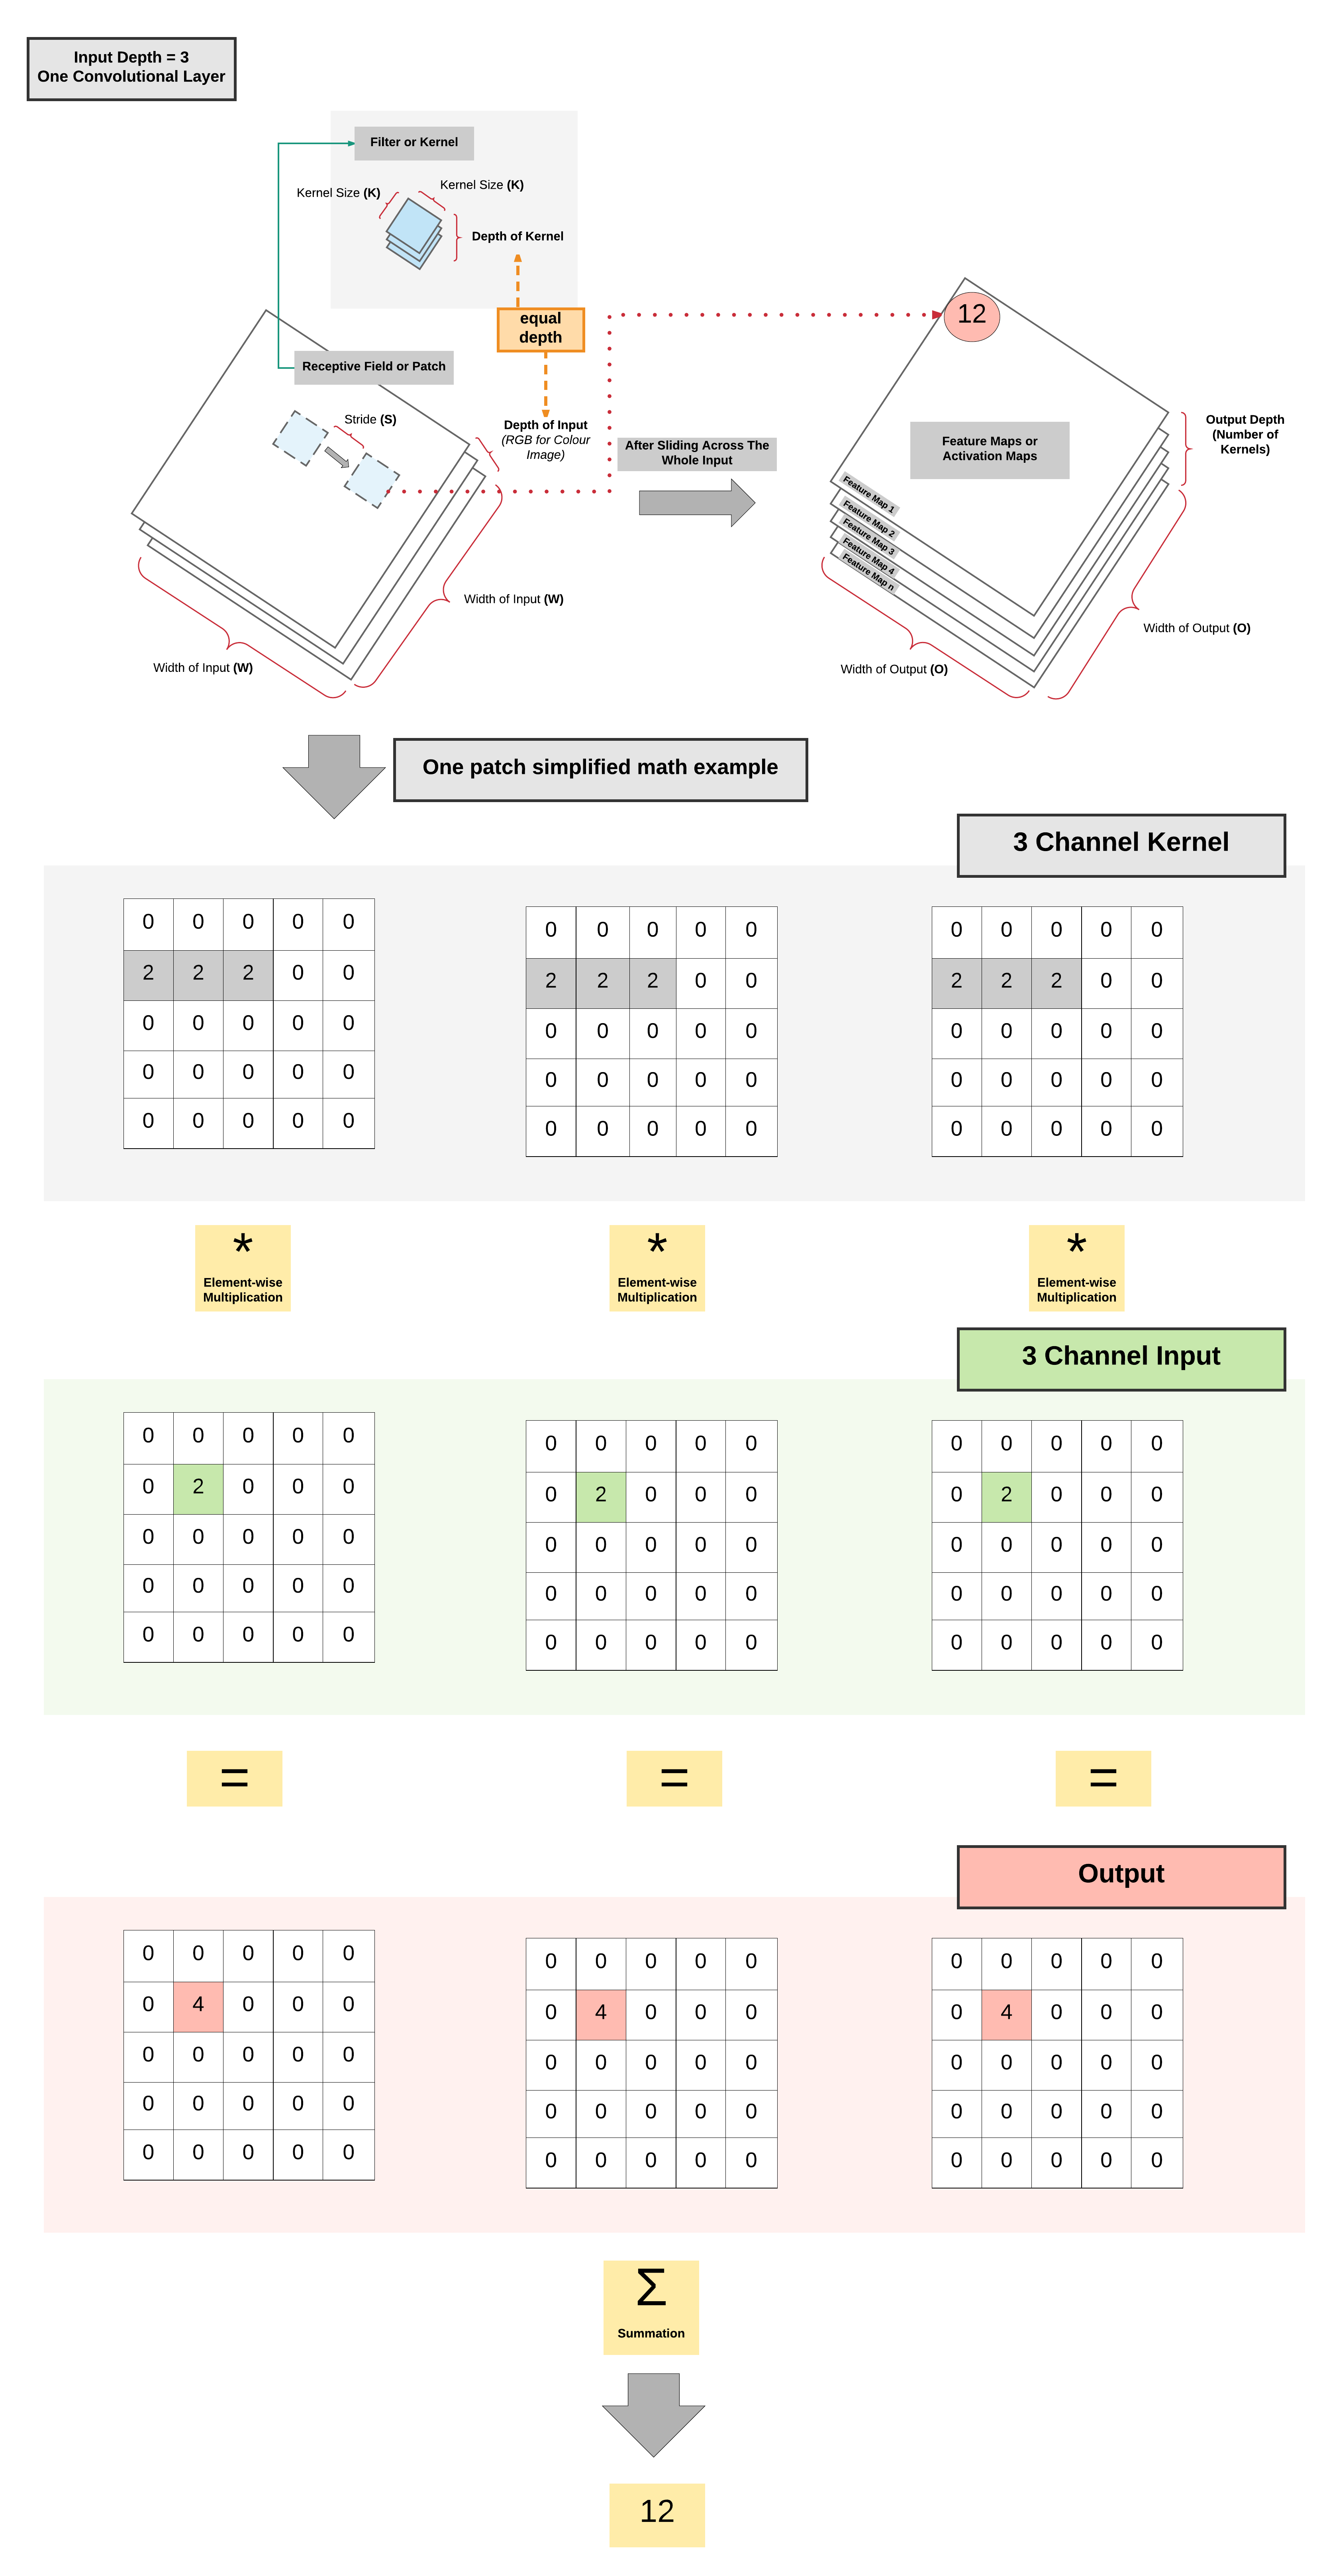 Input Depth = 3
One Convolutional Layer
Filter or Kernel
Kernel Size (K)
Kernel Size (K)
Depth of Kernel
equal
depth
Receptive Field or Patch
Stride (S)
Depth of Input
(RGB for Colour
Image)
After Sliding Across The
Whole Input
12
Feature Maps or
Activation Maps
Output Depth
(Number of
Kernels)
Feature Map 1
Feature Map 2
Feature Map 3
Feature Map 4
Feature Map n
Width of Input (W)
Width of Input (W)
Width of Output (O)
Width of Output (O)
One patch simplified math example
3 Channel Kernel
0 0 0 0 0
2 2 2 0 0
0 0 0 0 0
0 0 0 0 0
0 0 0 0 0
0 0 0 0 0
2 2 2 0 0
0 0 0 0 0
0 0 0 0 0
0 0 0 0 0
0 0 0 0 0
2 2 2 0 0
0 0 0 0 0
0 0 0 0 0
0 0 0 0 0
*
Element-wise
Multiplication
*
Element-wise
Multiplication
*
Element-wise
Multiplication
3 Channel Input
0 0 0 0 0
0 2 0 0 0
0 0 0 0 0
0 0 0 0 0
0 0 0 0 0
0 0 0 0 0
0 2 0 0 0
0 0 0 0 0
0 0 0 0 0
0 0 0 0 0
0 0 0 0 0
0 2 0 0 0
0 0 0 0 0
0 0 0 0 0
0 0 0 0 0
=
=
=
Output
0 0 0 0 0
0 4 0 0 0
0 0 0 0 0
0 0 0 0 0
0 0 0 0 0
0 0 0 0 0
0 4 0 0 0
0 0 0 0 0
0 0 0 0 0
0 0 0 0 0
0 0 0 0 0
0 4 0 0 0
0 0 0 0 0
0 0 0 0 0
0 0 0 0 0
Σ
Summation
12